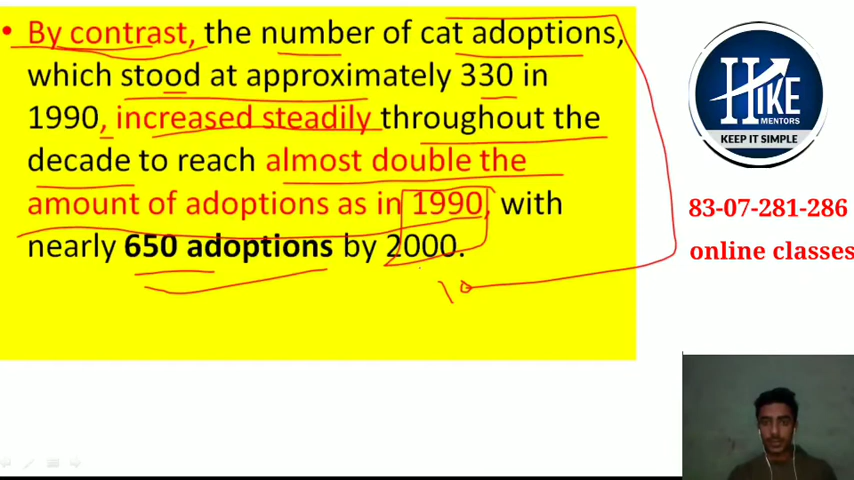 • By contrast, the number of cat adoptions,
which stood at approximately 330 in
1990, increased steadily throughout the
decade to reach almost double the
amount of adoptions as in 1990, with
nearly 650 adoptions by 2000.
HIKE
MENTORS
KEEP IT SIMPLE
83-07-281-286
online classes